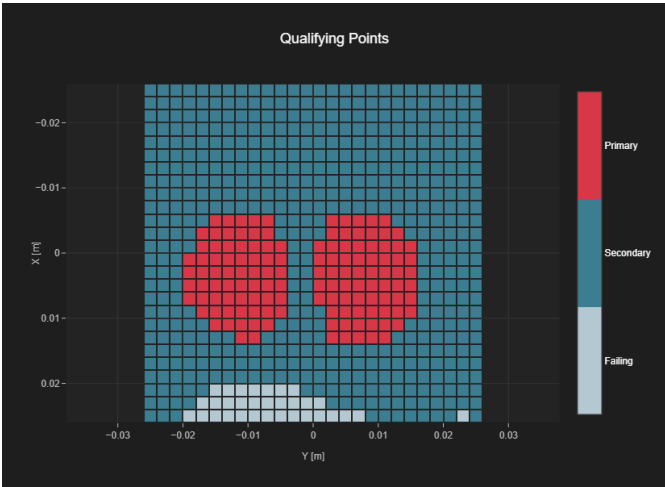 Qualifying Points
−0.02
−0.01
0
0.01
0.02
X [m]
−0.03
−0.02
−0.01
0
0.01
0.02
0.03
Y [m]
Primary
Secondary
Failing